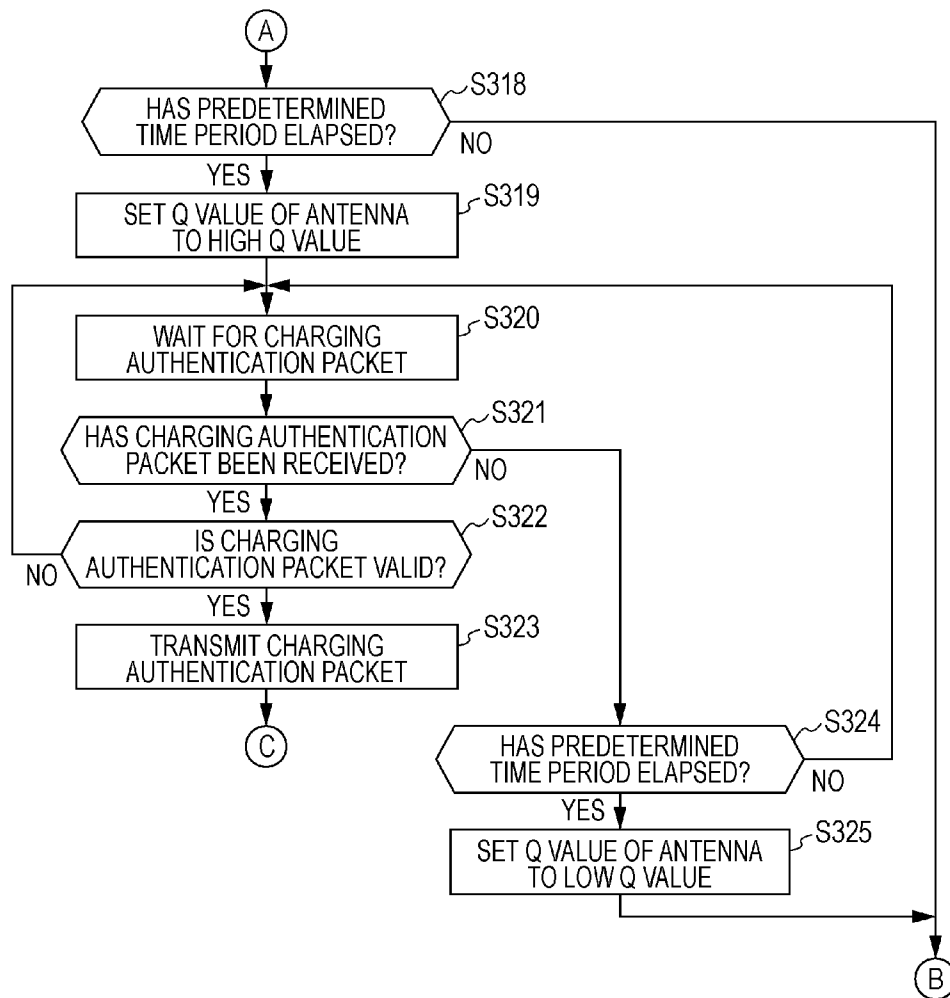 A
S318
HAS PREDETERMINED
TIME PERIOD ELAPSED?
NO
YES
S319
SET Q VALUE OF ANTENNA
TO HIGH Q VALUE
S320
WAIT FOR CHARGING
AUTHENTICATION PACKET
S321
HAS CHARGING AUTHENTICATION
PACKET BEEN RECEIVED?
NO
YES
S322
IS CHARGING
AUTHENTICATION PACKET VALID?
NO
YES
S323
TRANSMIT CHARGING
AUTHENTICATION PACKET
C
S324
HAS PREDETERMINED
TIME PERIOD ELAPSED?
NO
YES
S325
SET Q VALUE OF ANTENNA
TO LOW Q VALUE
B